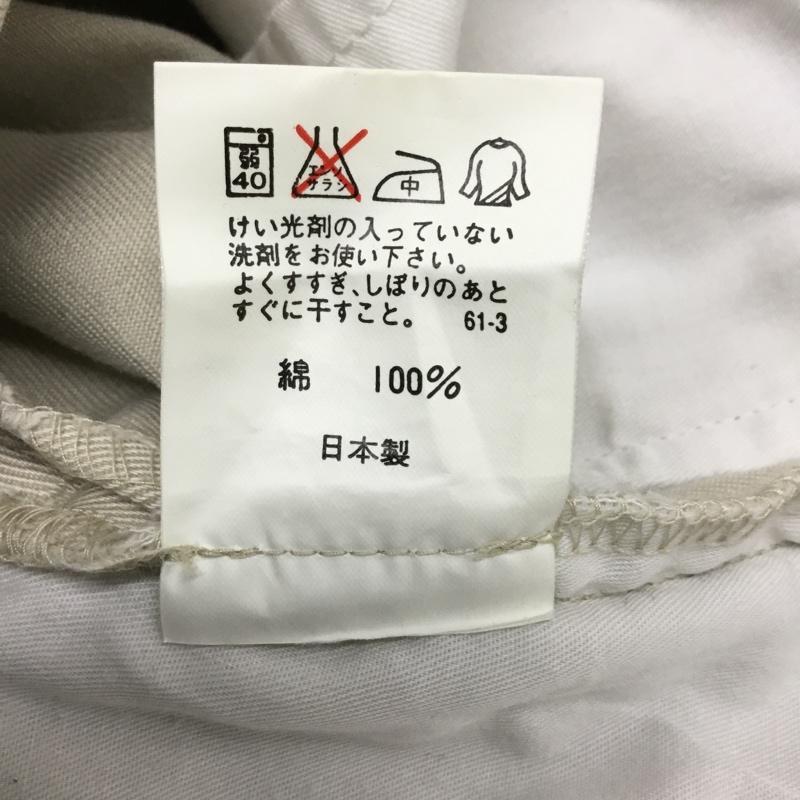 弱
40
エンソ
サラシ
中
けい光剤の入っていない
洗剤をお使い下さい。
よくすすぎ、しぼりのあと
すぐに干すこと。 61-3
綿 100%
日本製